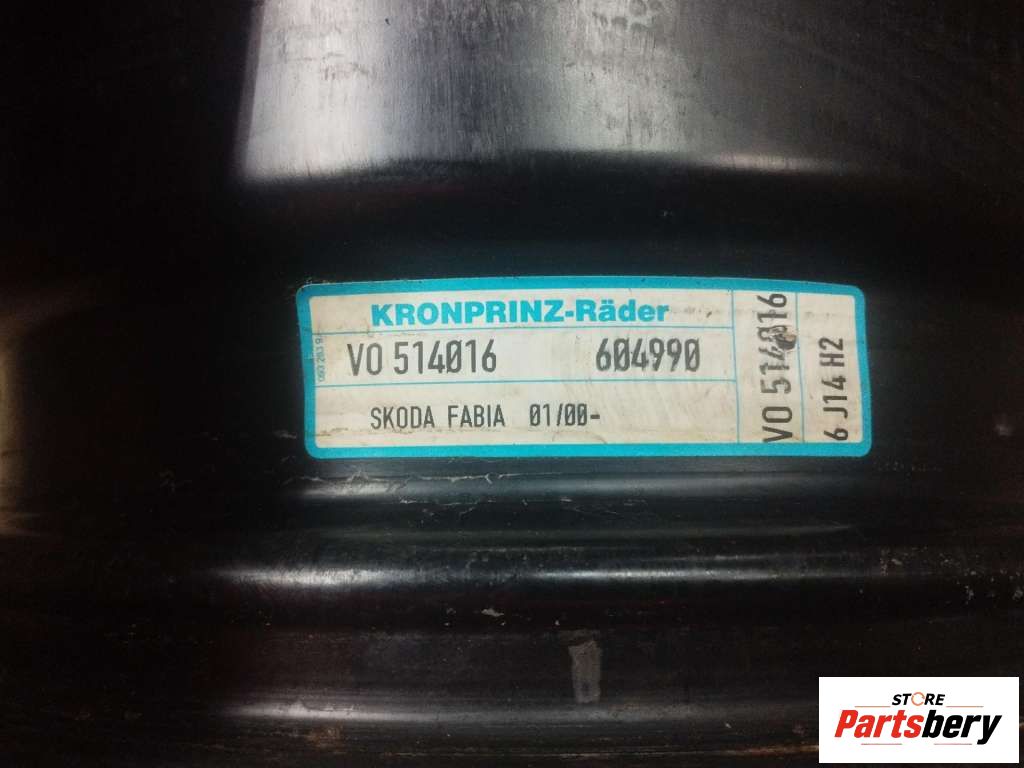 KRONPRINZ-Räder
VO 514016 604990
SKODA FABIA 01/00-
VO 514016
6 J14 H2
STORE
Partsbery